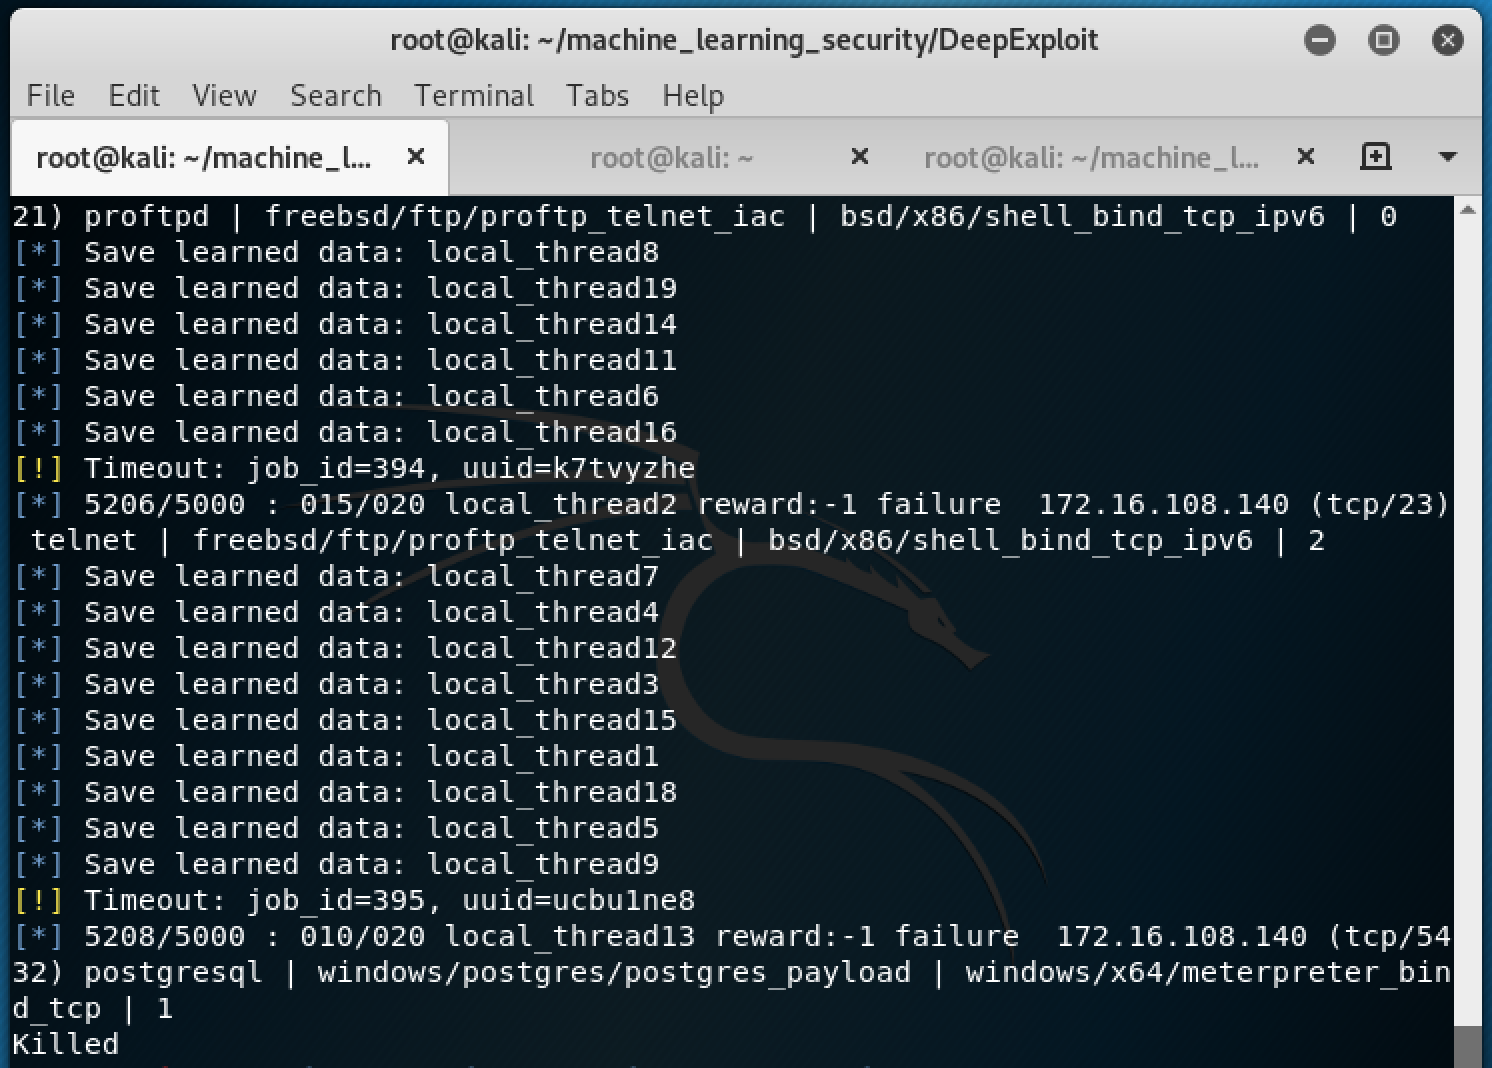 root@kali: ~/machine_learning_security/DeepExploit
File Edit View Search Terminal Tabs Help
root@kali: ~/machine_l... root@kali: ~ root@kali: ~/machine_l...
21) proftpd | freebsd/ftp/proftp_telnet_iac | bsd/x86/shell_bind_tcp_ipv6 | 0
[*] Save learned data: local_thread8
[*] Save learned data: local_thread19
[*] Save learned data: local_thread14
[*] Save learned data: local_thread11
[*] Save learned data: local_thread6
[*] Save learned data: local_thread16
[!] Timeout: job_id=394, uuid=k7tvyzhe
[*] 5206/5000 : 015/020 local_thread2 reward:-1 failure  172.16.108.140 (tcp/23)
 telnet | freebsd/ftp/proftp_telnet_iac | bsd/x86/shell_bind_tcp_ipv6 | 2
[*] Save learned data: local_thread7
[*] Save learned data: local_thread4
[*] Save learned data: local_thread12
[*] Save learned data: local_thread3
[*] Save learned data: local_thread15
[*] Save learned data: local_thread1
[*] Save learned data: local_thread18
[*] Save learned data: local_thread5
[*] Save learned data: local_thread9
[!] Timeout: job_id=395, uuid=ucbu1ne8
[*] 5208/5000 : 010/020 local_thread13 reward:-1 failure  172.16.108.140 (tcp/54
32) postgresql | windows/postgres/postgres_payload | windows/x64/meterpreter_bin
d_tcp | 1
Killed